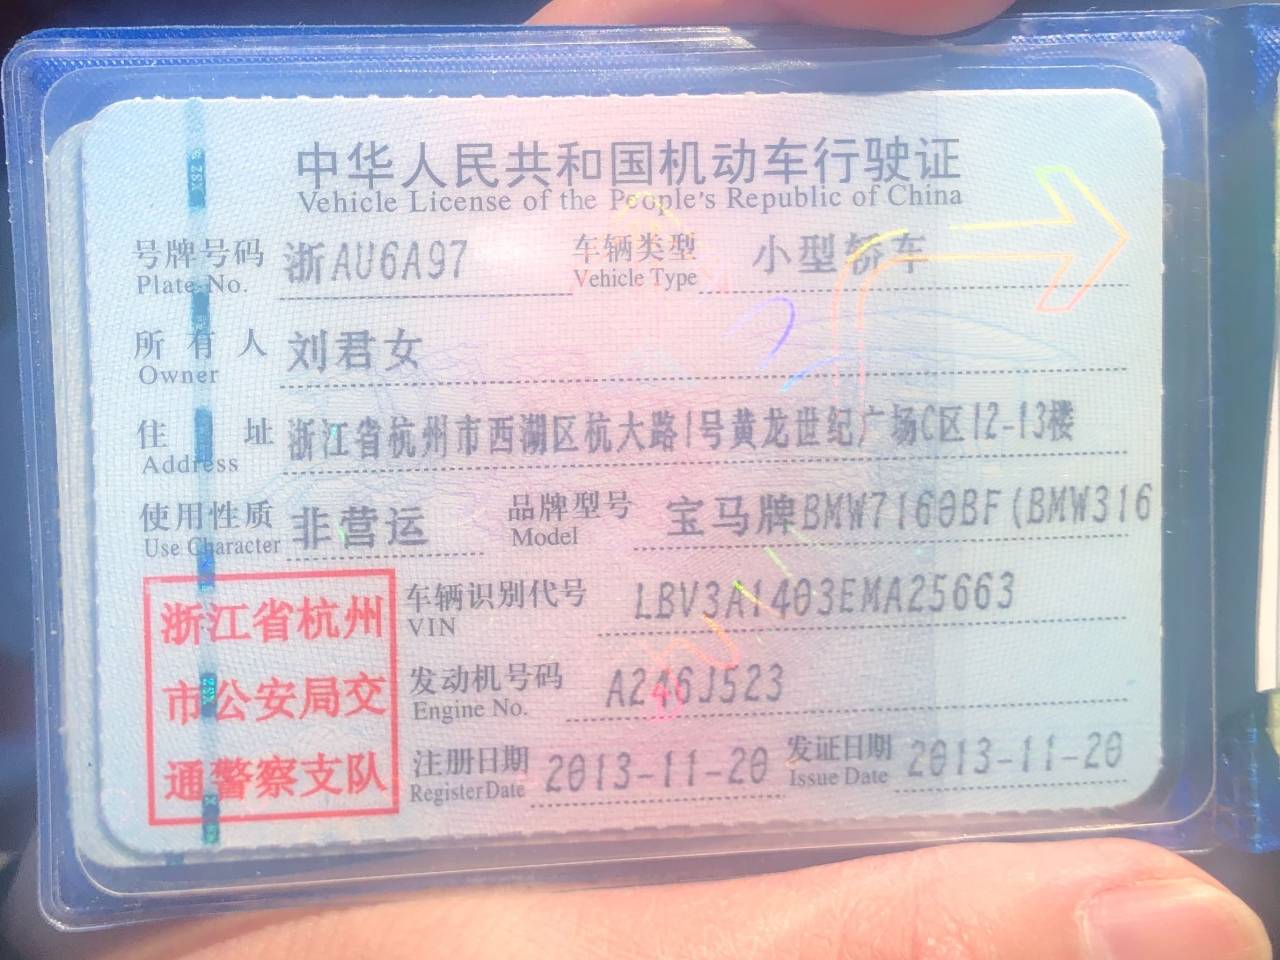 中华人民共和国机动车行驶证
Vehicle License of the People's Republic of China
号牌号码 浙AU6A97 车辆类型 小型轿车
Plate No. Vehicle Type
所有人 刘君女
Owner
住址 浙江省杭州市西湖区杭大路1号黄龙世纪广场C区12-13楼
Address
使用性质 非营运 品牌型号 宝马牌BMW7160BF(BMW316
Use Character Model
浙江省杭州
市公安局交
通警察支队
车辆识别代号 LBV3A1403EMA25663
VIN
发动机号码 A246J523
Engine No.
注册日期 2013-11-20 发证日期 2013-11-20
Register Date Issue Date
XSZ
XSZ